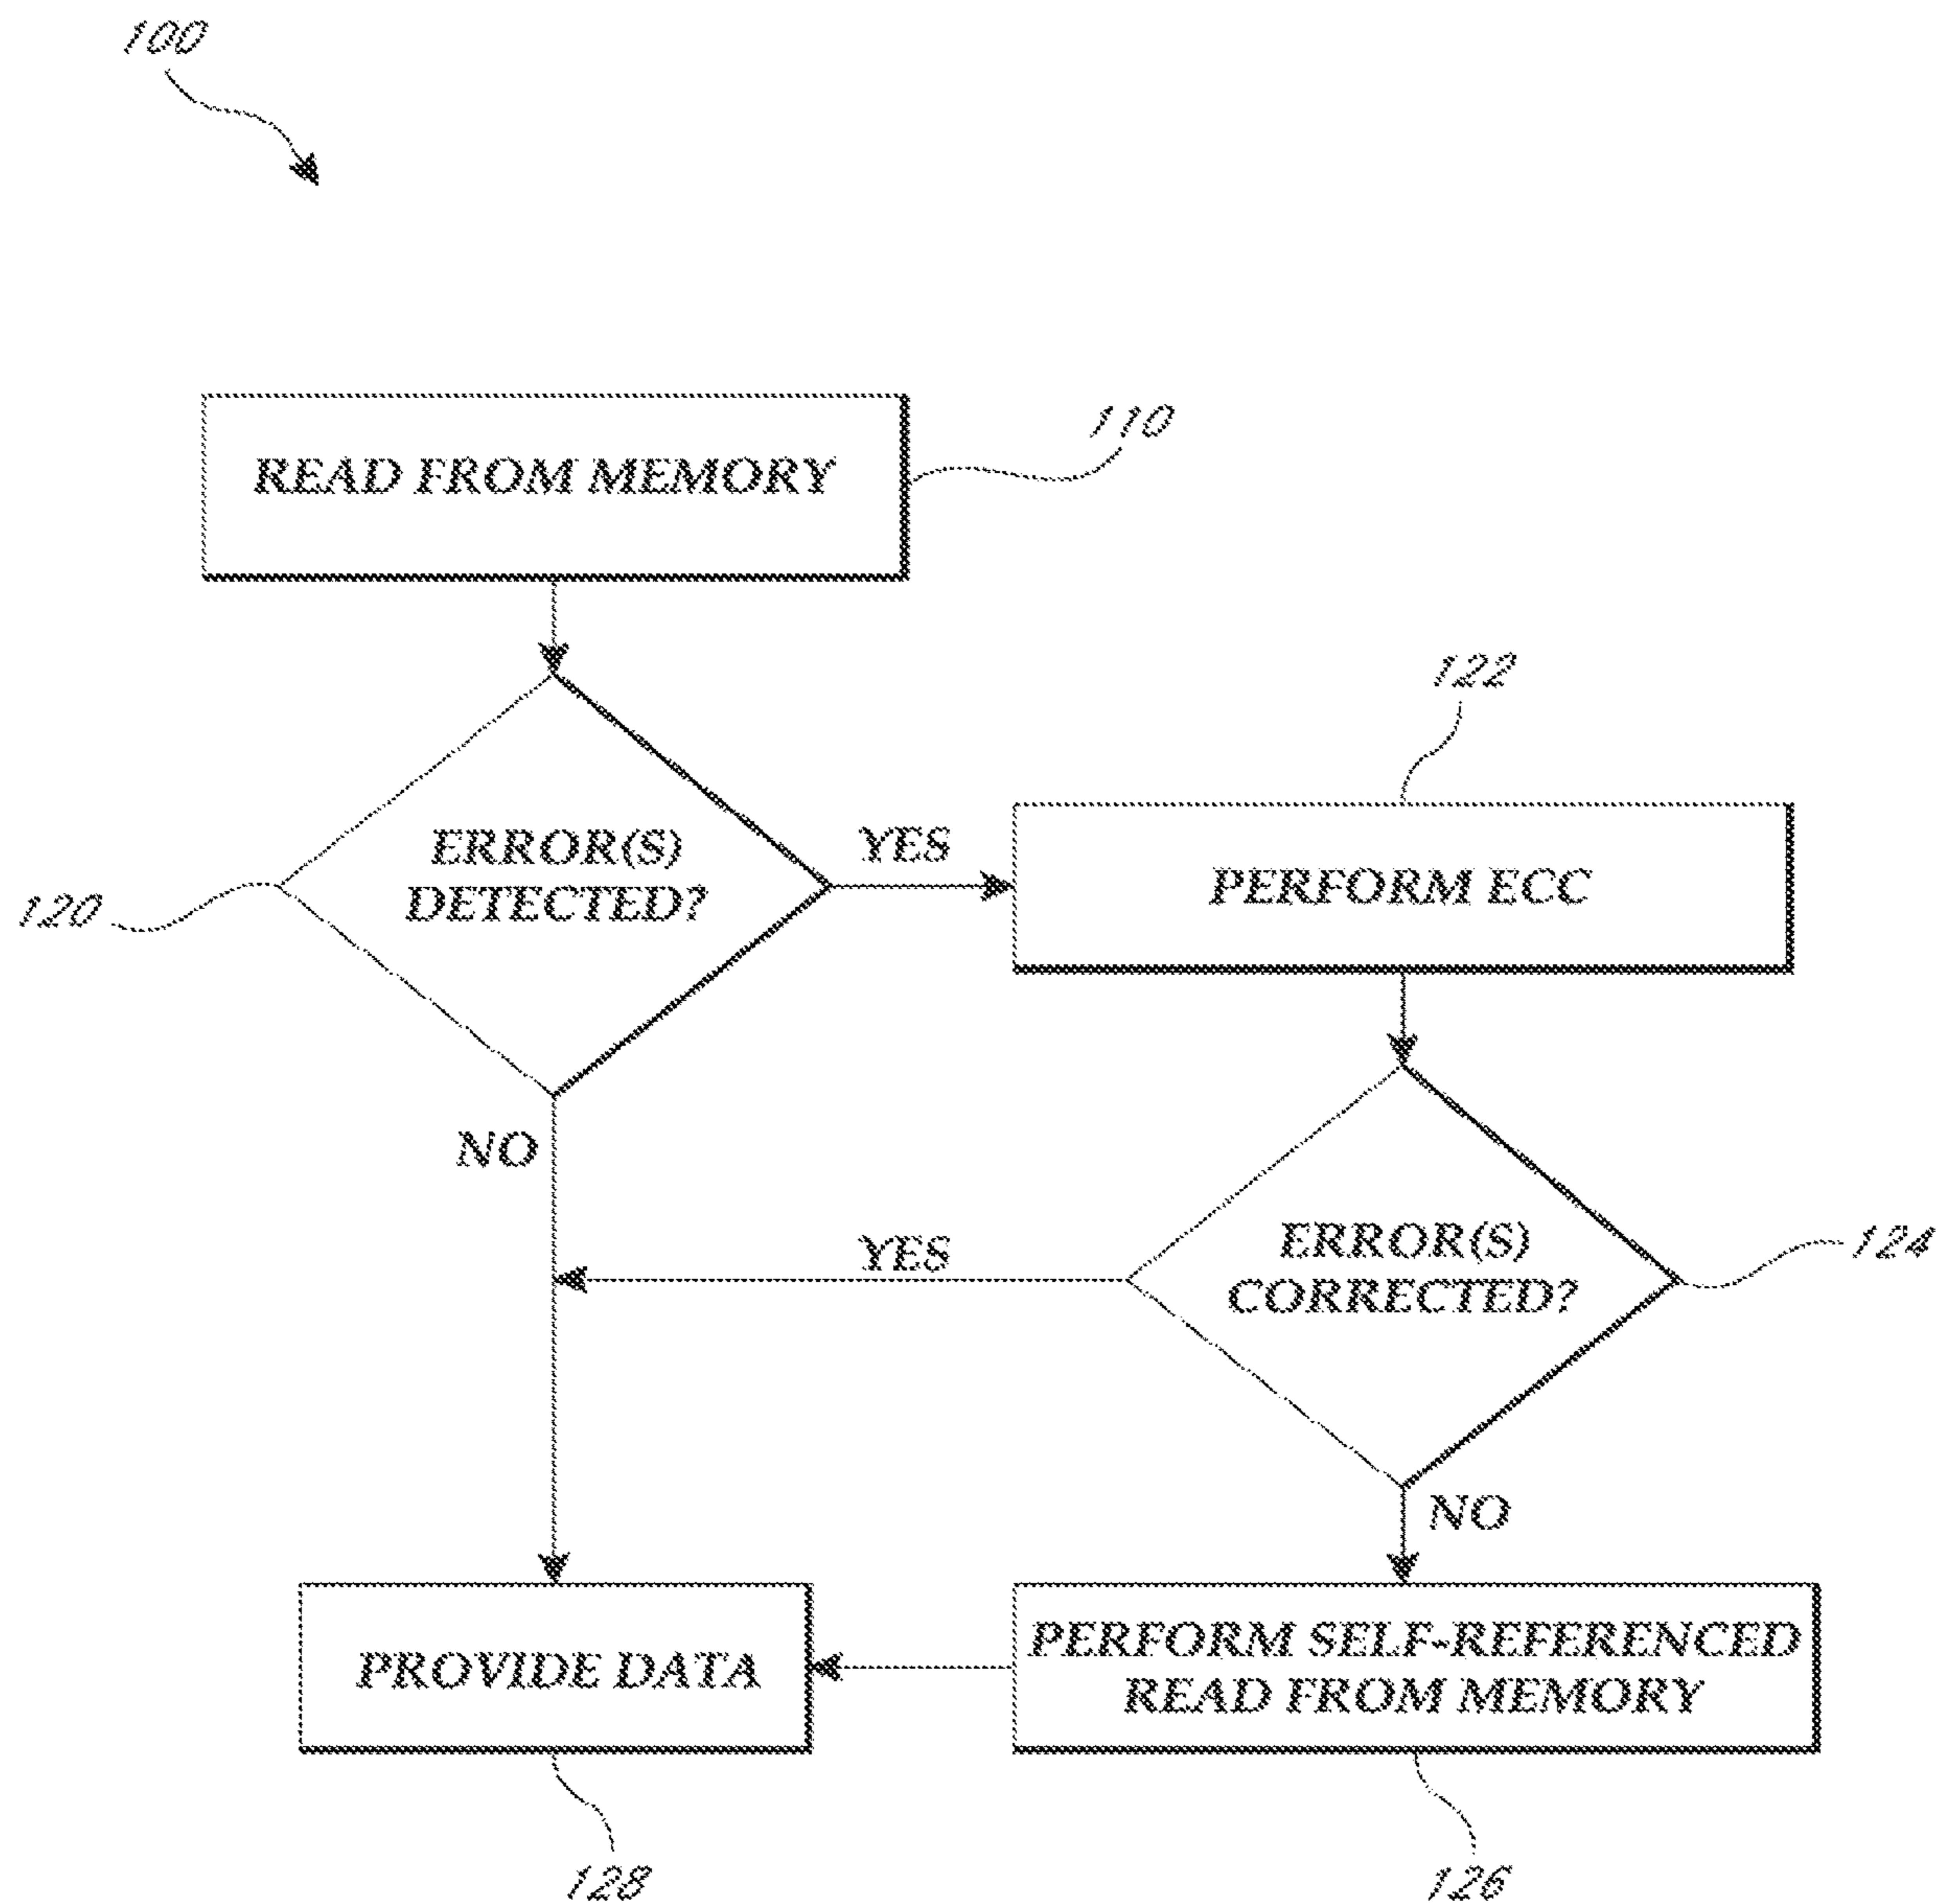 100
READ FROM MEMORY
110
ERROR(S)
DETECTED?
120
YES
122
PERFORM ECC
NO
YES
ERROR(S)
CORRECTED?
124
NO
PROVIDE DATA
PERFORM SELF-REFERENCED
READ FROM MEMORY
128
126